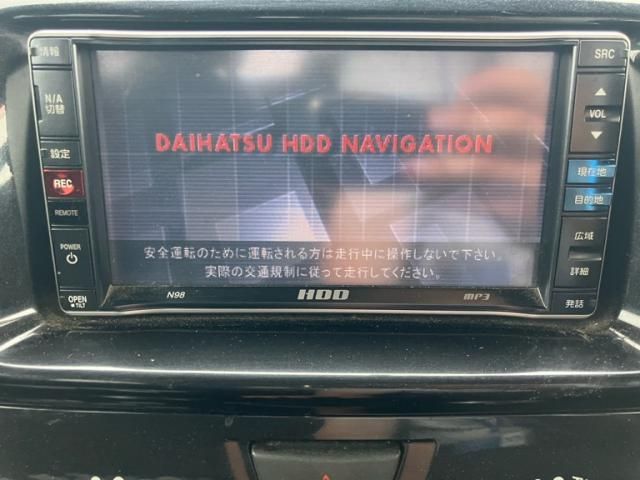 情報
SRC
N/A
切替
VOL
DAIHATSU HDD NAVIGATION
設定
REC
現在地
目的地
REMOTE
POWER
広域
詳細
安全運転のために運転される方は走行中に操作しないで下さい。
実際の交通規制に従って走行してください。
OPEN
TILT
N98
HDD
MP3
発話